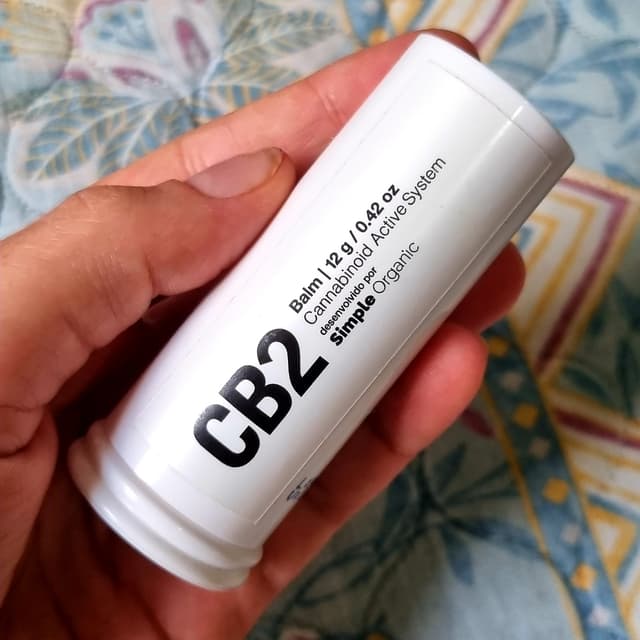 CB2
Balm | 12 g / 0.42 oz
Cannabinoid Active System
desenvolvido por
Simple Organic